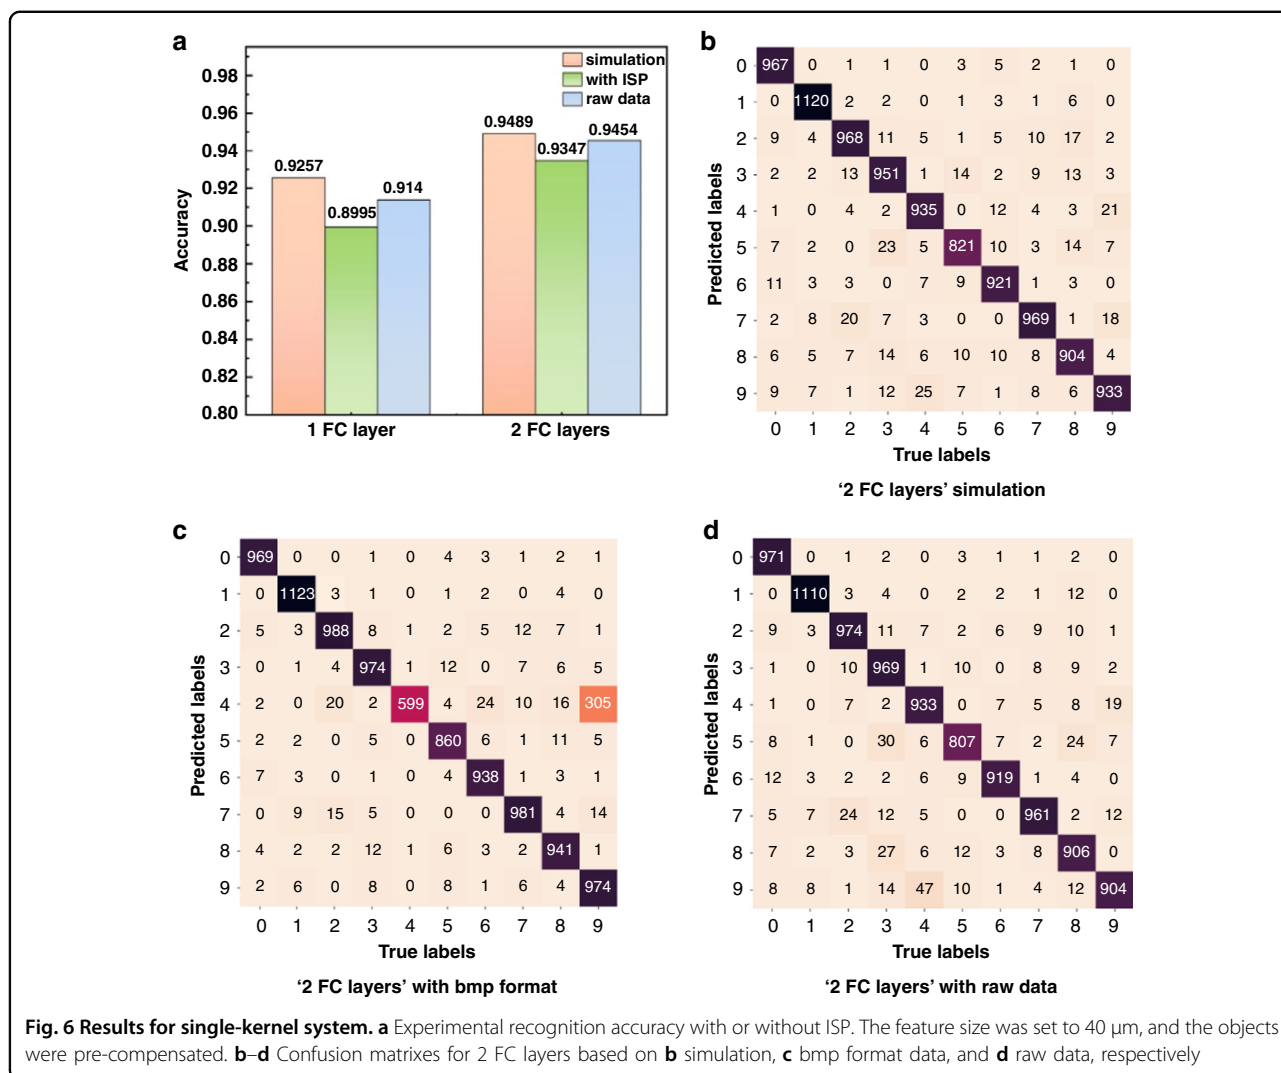 a
simulation
with ISP
raw data
0.98
0.96
0.94
0.92
0.90
0.88
0.86
0.84
0.82
0.80
Accuracy
0.9257
0.8995
0.914
0.9489
0.9347
0.9454
1 FC layer
2 FC layers
b
Predicted labels
0 967 0 1 1 0 3 5 2 1 0
1 0 1120 2 2 0 1 3 1 6 0
2 9 4 968 11 5 1 5 10 17 2
3 2 2 13 951 1 14 2 9 13 3
4 1 0 4 2 935 0 12 4 3 21
5 7 2 0 23 5 821 10 3 14 7
6 11 3 3 0 7 9 921 1 3 0
7 2 8 20 7 3 0 0 969 1 18
8 6 5 7 14 6 10 10 8 904 4
9 9 7 1 12 25 7 1 8 6 933
0 1 2 3 4 5 6 7 8 9
True labels
‘2 FC layers’ simulation
c
Predicted labels
0 969 0 0 1 0 4 3 1 2 1
1 0 1123 3 1 0 1 2 0 4 0
2 5 3 988 8 1 2 5 12 7 1
3 0 1 4 974 1 12 0 7 6 5
4 2 0 20 2 599 4 24 10 16 305
5 2 2 0 5 0 860 6 1 11 5
6 7 3 0 1 0 4 938 1 3 1
7 0 9 15 5 0 0 0 981 4 14
8 4 2 2 12 1 6 3 2 941 1
9 2 6 0 8 0 8 1 6 4 974
0 1 2 3 4 5 6 7 8 9
True labels
‘2 FC layers’ with bmp format
d
Predicted labels
0 971 0 1 2 0 3 1 1 2 0
1 0 1110 3 4 0 2 2 1 12 0
2 9 3 974 11 7 2 6 9 10 1
3 1 0 10 969 1 10 0 8 9 2
4 1 0 7 2 933 0 7 5 8 19
5 8 1 0 30 6 807 7 2 24 7
6 12 3 2 2 6 9 919 1 4 0
7 5 7 24 12 5 0 0 961 2 12
8 7 2 3 27 6 12 3 8 906 0
9 8 8 1 14 47 10 1 4 12 904
0 1 2 3 4 5 6 7 8 9
True labels
‘2 FC layers’ with raw data
Fig. 6 Results for single-kernel system. a Experimental recognition accuracy with or without ISP. The feature size was set to 40 μm, and the objects
were pre-compensated. b–d Confusion matrixes for 2 FC layers based on b simulation, c bmp format data, and d raw data, respectively